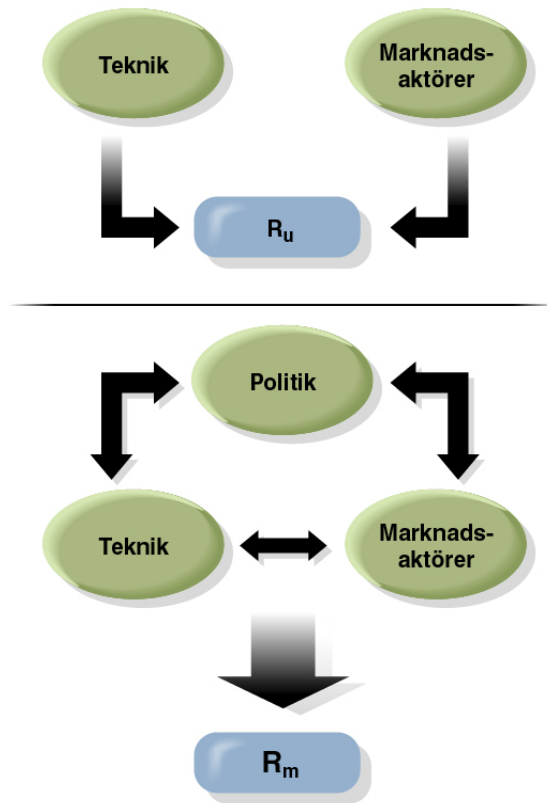 Teknik
Marknads-
aktörer
Ru
Politik
Teknik
Marknads-
aktörer
Rm